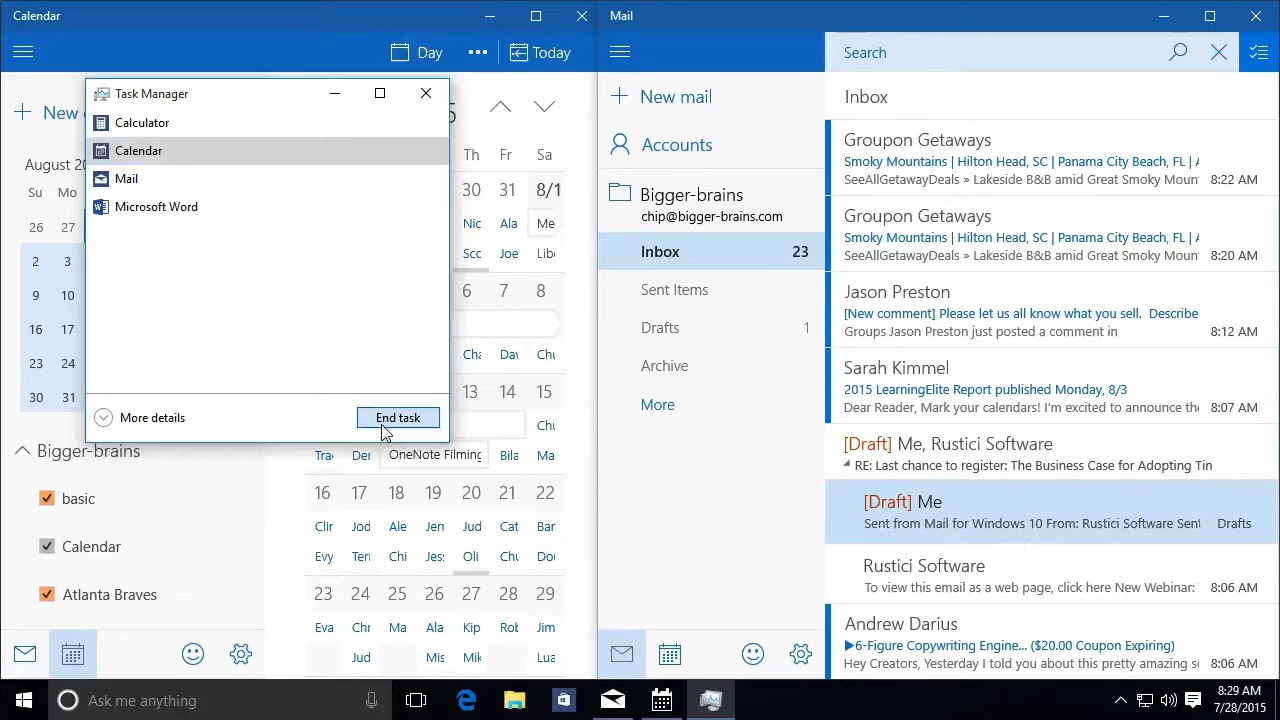 Calendar
Day
Today
New
5
August 20
Su Mo
26 27
2 3
9 10
16 17
23 24
30 31
Th Fr Sa
30 31 8/1
Nic Ala Me
Scc Joe Lib
6 7 8
Cha Dav Chu
13 14 15
Chu
Tra Der OneNote Filming Bila Ma
16 17 18 19 20 21 22
Clir Jod Ale Jerr Jud Cat Bar
Evy Teri Chi Jess Oli Chu Dou
23 24 25 26 27 28 29
Eva Chr Ma Ala Kip Rob Jim
Jud Mis Mik Lua
Bigger-brains
basic
Calendar
Atlanta Braves
Task Manager
Calculator
Calendar
Mail
Microsoft Word
More details
End task
Mail
New mail
Accounts
Bigger-brains
chip@bigger-brains.com
Inbox 23
Sent Items
Drafts 1
Archive
More
Search
Inbox
Groupon Getaways
Smoky Mountains | Hilton Head, SC | Panama City Beach, FL | A
SeeAllGetawayDeals » Lakeside B&B amid Great Smoky Moun 8:22 AM
Groupon Getaways
Smoky Mountains | Hilton Head, SC | Panama City Beach, FL | A
SeeAllGetawayDeals » Lakeside B&B amid Great Smoky Moun 8:20 AM
Jason Preston
[New comment] Please let us all know what you sell. Describe
Groups Jason Preston just posted a comment in 8:12 AM
Sarah Kimmel
2015 LearningElite Report published Monday, 8/3
Dear Reader, Mark your calendars! I'm excited to announce the 8:07 AM
[Draft] Me, Rustici Software
RE: Last chance to register: The Business Case for Adopting Tin
[Draft] Me
Sent from Mail for Windows 10 From: Rustici Software Sent Drafts
Rustici Software
To view this email as a web page, click here New Webinar: 8:06 AM
Andrew Darius
▶6-Figure Copywriting Engine... ($20.00 Coupon Expiring)
Hey Creators, Yesterday I told you about this pretty amazing s 8:06 AM
Ask me anything
8:29 AM
7/28/2015